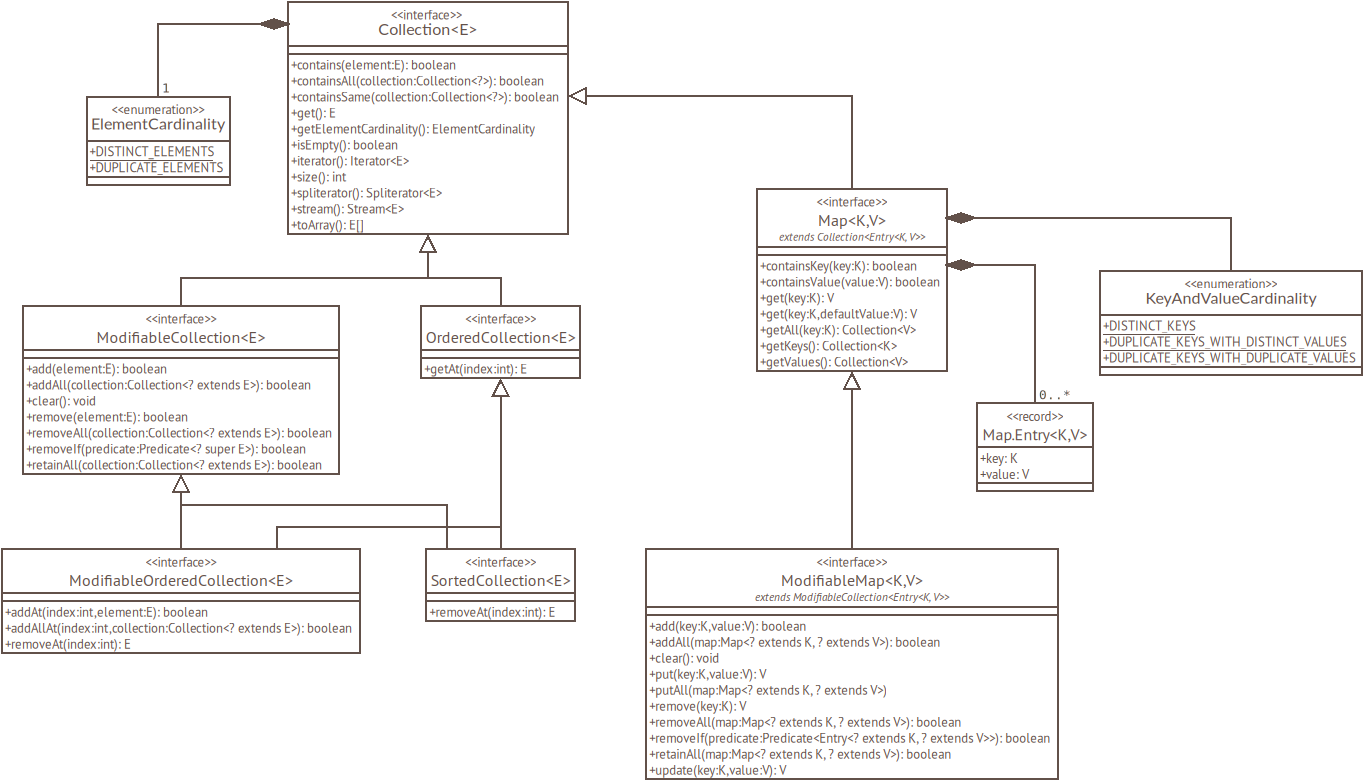 <<interface>>
Collection<E>
+contains(element:E): boolean
+containsAll(collection:Collection<?>): boolean
+containsSame(collection:Collection<?>): boolean
+get(): E
+getElementCardinality(): ElementCardinality
+isEmpty(): boolean
+iterator(): Iterator<E>
+size(): int
+spliterator(): Spliterator<E>
+stream(): Stream<E>
+toArray(): E[]
1
<<enumeration>>
ElementCardinality
+DISTINCT_ELEMENTS
+DUPLICATE_ELEMENTS
<<interface>>
Map<K,V>
extends Collection<Entry<K, V>>
+containsKey(key:K): boolean
+containsValue(value:V): boolean
+get(key:K): V
+get(key:K,defaultValue:V): V
+getAll(key:K): Collection<V>
+getKeys(): Collection<K>
+getValues(): Collection<V>
<<enumeration>>
KeyAndValueCardinality
+DISTINCT_KEYS
+DUPLICATE_KEYS_WITH_DISTINCT_VALUES
+DUPLICATE_KEYS_WITH_DUPLICATE_VALUES
<<interface>>
ModifiableCollection<E>
+add(element:E): boolean
+addAll(collection:Collection<? extends E>): boolean
+clear(): void
+remove(element:E): boolean
+removeAll(collection:Collection<? extends E>): boolean
+removeIf(predicate:Predicate<? super E>): boolean
+retainAll(collection:Collection<? extends E>): boolean
<<interface>>
OrderedCollection<E>
+getAt(index:int): E
0..*
<<record>>
Map.Entry<K,V>
+key: K
+value: V
<<interface>>
ModifiableOrderedCollection<E>
+addAt(index:int,element:E): boolean
+addAllAt(index:int,collection:Collection<? extends E>): boolean
+removeAt(index:int): E
<<interface>>
SortedCollection<E>
+removeAt(index:int): E
<<interface>>
ModifiableMap<K,V>
extends ModifiableCollection<Entry<K, V>>
+add(key:K,value:V): boolean
+addAll(map:Map<? extends K, ? extends V>): boolean
+clear(): void
+put(key:K,value:V): V
+putAll(map:Map<? extends K, ? extends V>)
+remove(key:K): V
+removeAll(map:Map<? extends K, ? extends V>): boolean
+removeIf(predicate:Predicate<Entry<? extends K, ? extends V>>): boolean
+retainAll(map:Map<? extends K, ? extends V>): boolean
+update(key:K,value:V): V